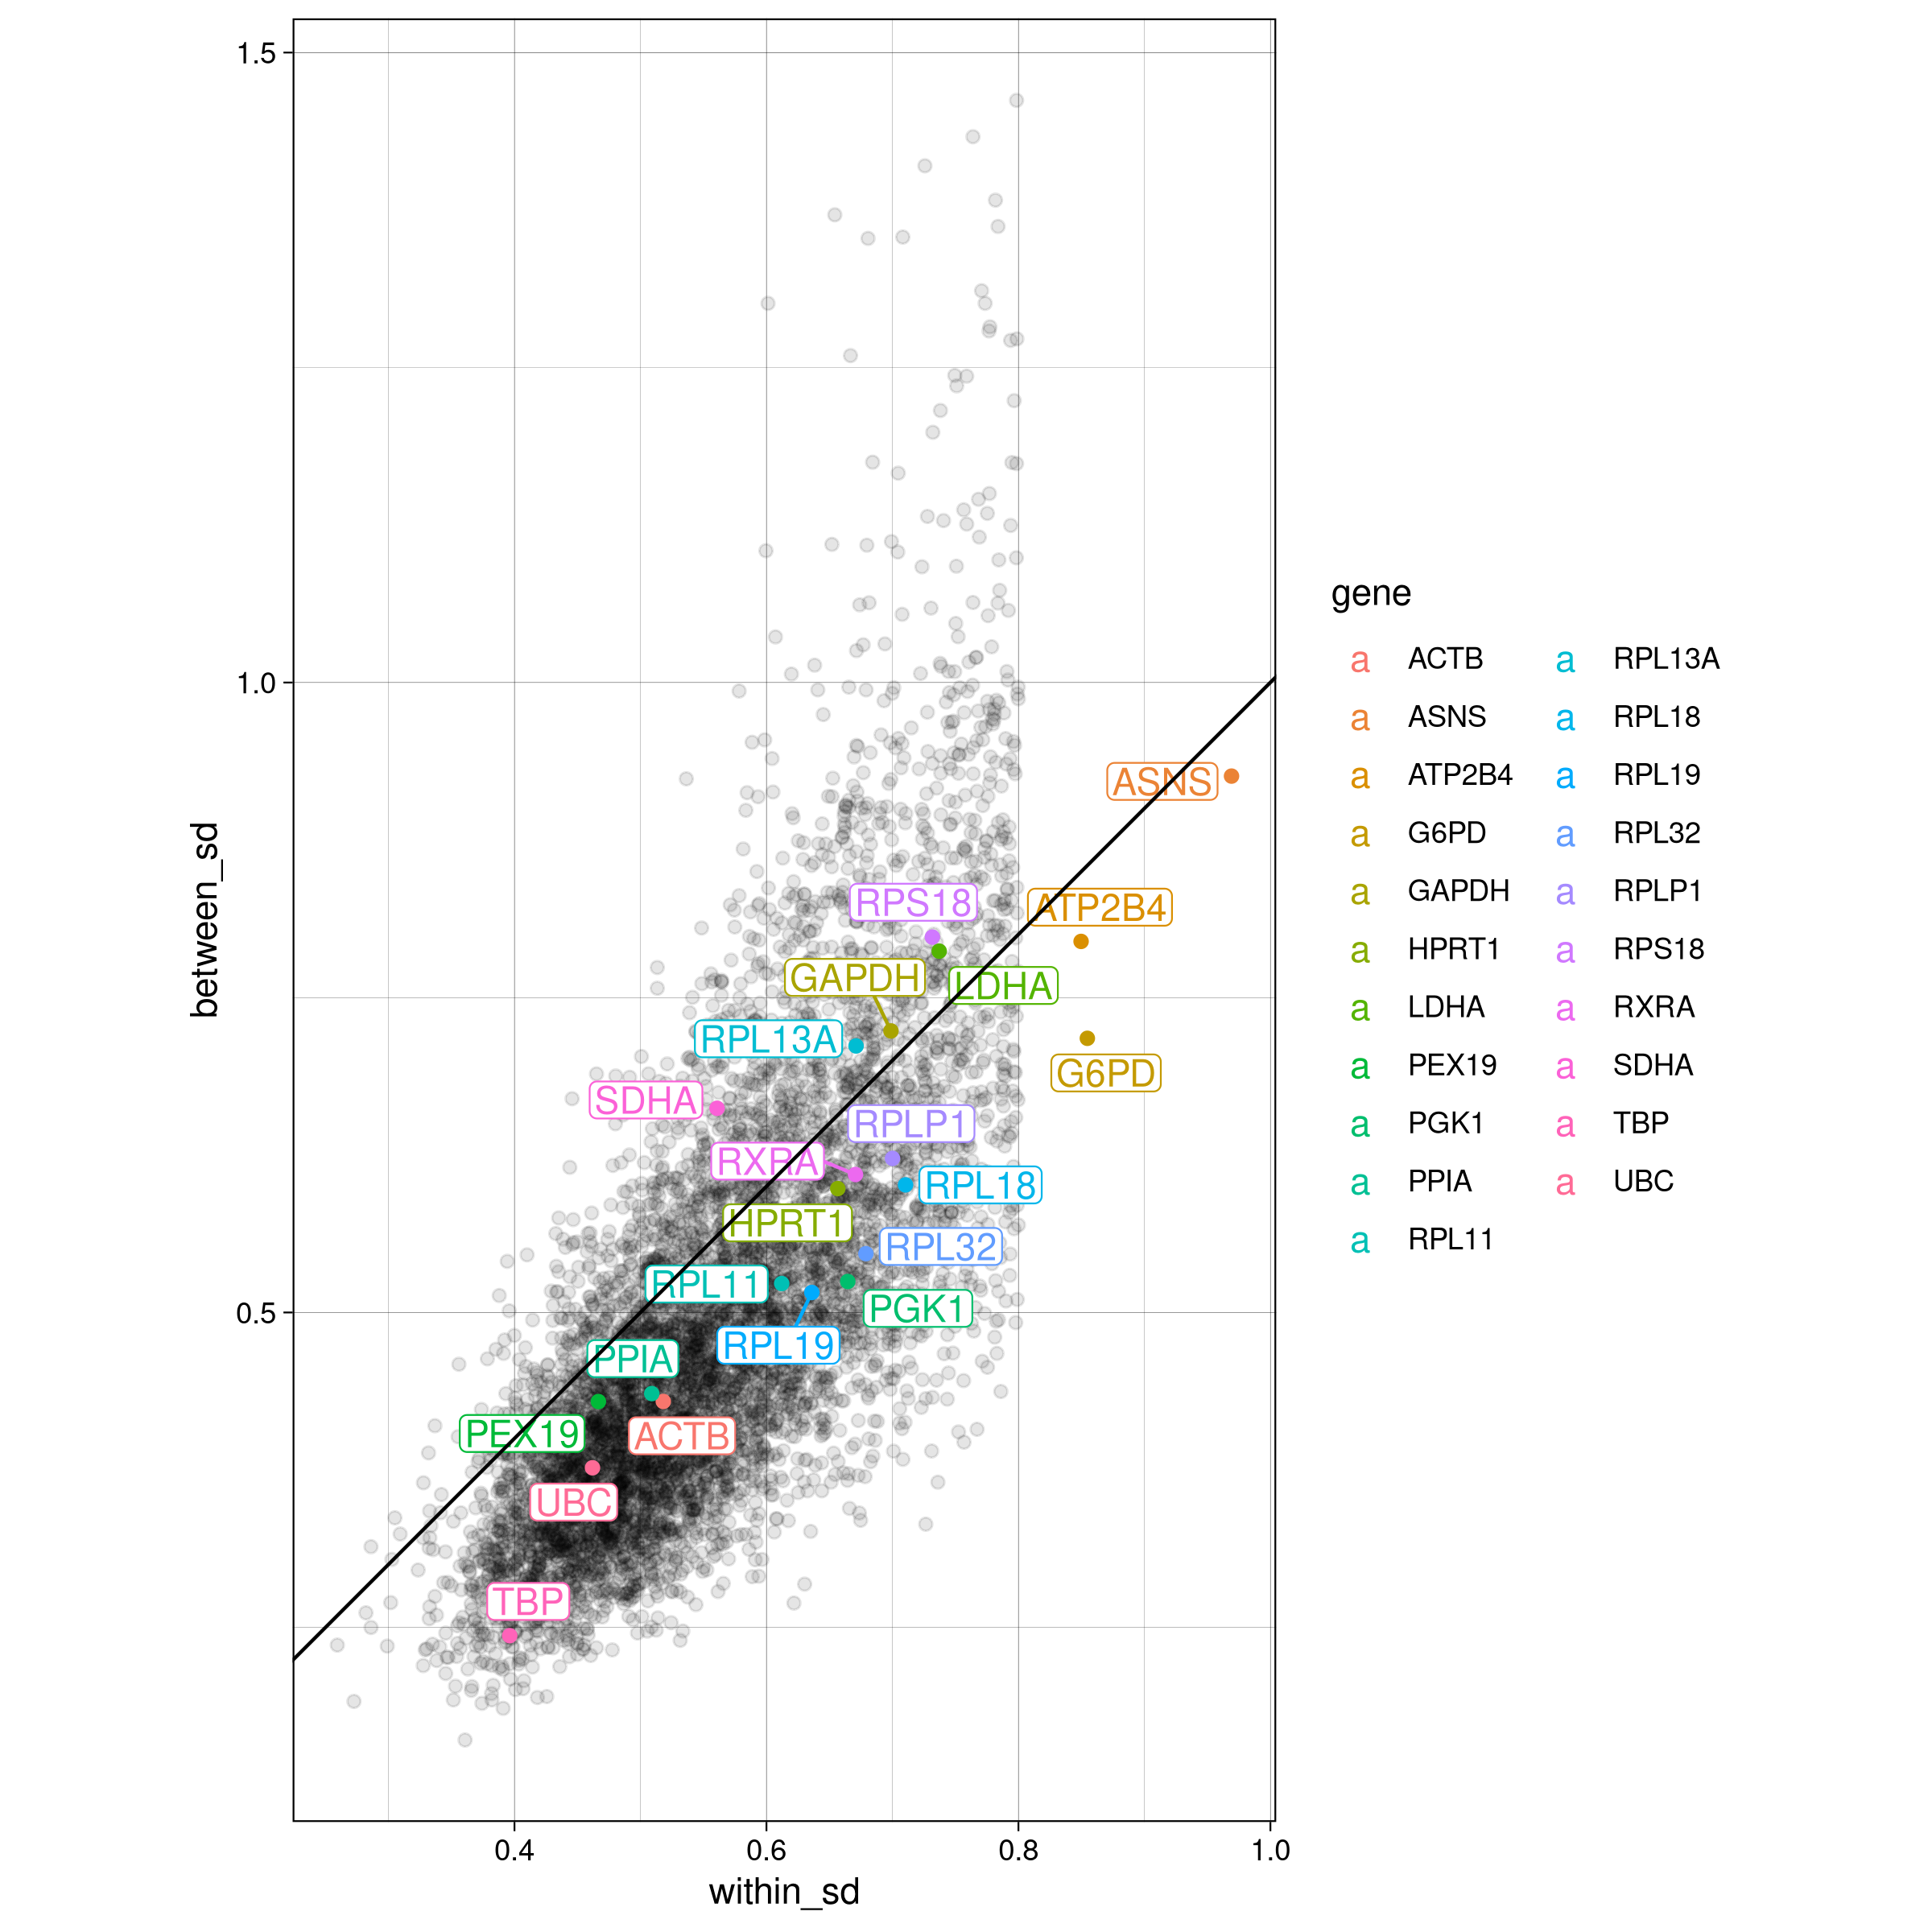 1.5
1.0
0.5
between_sd
ASNS
RPS18
ATP2B4
GAPDH
LDHA
RPL13A
G6PD
SDHA
RPLP1
RXRA
RPL18
HPRT1
RPL32
RPL11
PGK1
RPL19
PPIA
PEX19
ACTB
UBC
TBP
0.4 0.6 0.8 1.0
within_sd
gene
a ACTB a RPL13A
a ASNS a RPL18
a ATP2B4 a RPL19
a G6PD a RPL32
a GAPDH a RPLP1
a HPRT1 a RPS18
a LDHA a RXRA
a PEX19 a SDHA
a PGK1 a TBP
a PPIA a UBC
a RPL11